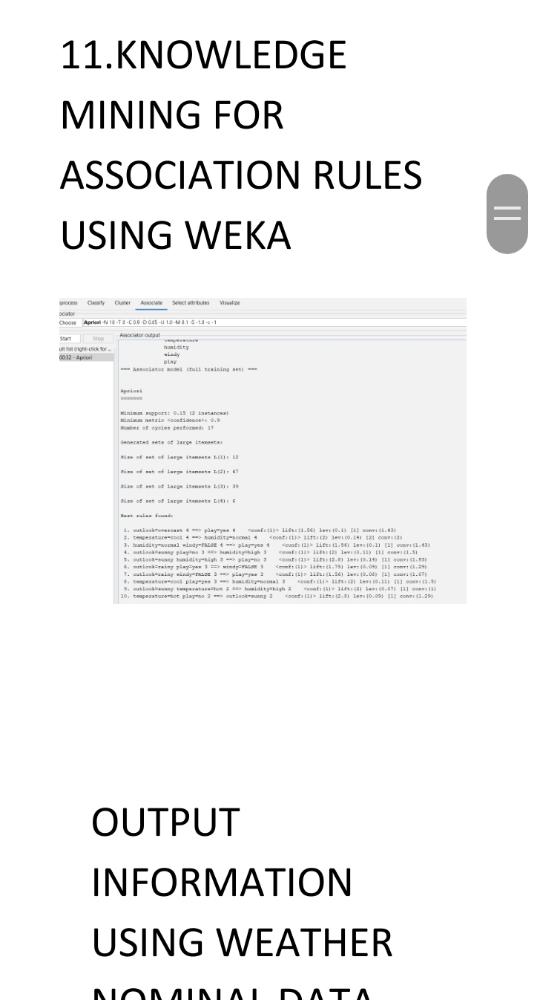 11.KNOWLEDGE
MINING FOR
ASSOCIATION RULES
USING WEKA
process Classify Cluster Associate Select attributes Visualize
ociator
Choose Apriori -N 10 -T 0 -C 0.9 -D 0.05 -U 1.0 -M 0.1 -S -1.0 -c -1
Start Stop
Associator output
ult list (right-click for ...
00:02 - Apriori
temperature
humidity
windy
play
=== Associator model (full training set) ===
Apriori
=======
Minimum support: 0.15 (2 instances)
Minimum metric <confidence>: 0.9
Number of cycles performed: 17
Generated sets of large itemsets:
Size of set of large itemsets L(1): 12
Size of set of large itemsets L(2): 47
Size of set of large itemsets L(3): 39
Size of set of large itemsets L(4): 6
Best rules found:
1. outlook=overcast 4 ==> play=yes 4 <conf:(1)> lift:(1.56) lev:(0.1) [1] conv:(1.43)
2. temperature=cool 4 ==> humidity=normal 4 <conf:(1)> lift:(2) lev:(0.14) [2] conv:(2)
3. humidity=normal windy=FALSE 4 ==> play=yes 4 <conf:(1)> lift:(1.56) lev:(0.1) [1] conv:(1.43)
4. outlook=sunny play=no 3 ==> humidity=high 3 <conf:(1)> lift:(2) lev:(0.11) [1] conv:(1.5)
5. outlook=sunny humidity=high 3 ==> play=no 3 <conf:(1)> lift:(2.8) lev:(0.14) [1] conv:(1.93)
6. outlook=rainy play=yes 3 ==> windy=FALSE 3 <conf:(1)> lift:(1.75) lev:(0.09) [1] conv:(1.29)
7. outlook=rainy windy=FALSE 3 ==> play=yes 3 <conf:(1)> lift:(1.56) lev:(0.08) [1] conv:(1.07)
8. temperature=cool play=yes 3 ==> humidity=normal 3 <conf:(1)> lift:(2) lev:(0.11) [1] conv:(1.5)
9. outlook=sunny temperature=hot 2 ==> humidity=high 2 <conf:(1)> lift:(2) lev:(0.07) [1] conv:(1)
10. temperature=hot play=no 2 ==> outlook=sunny 2 <conf:(1)> lift:(2.8) lev:(0.09) [1] conv:(1.29)
OUTPUT
INFORMATION
USING WEATHER
NOMINAL DATA